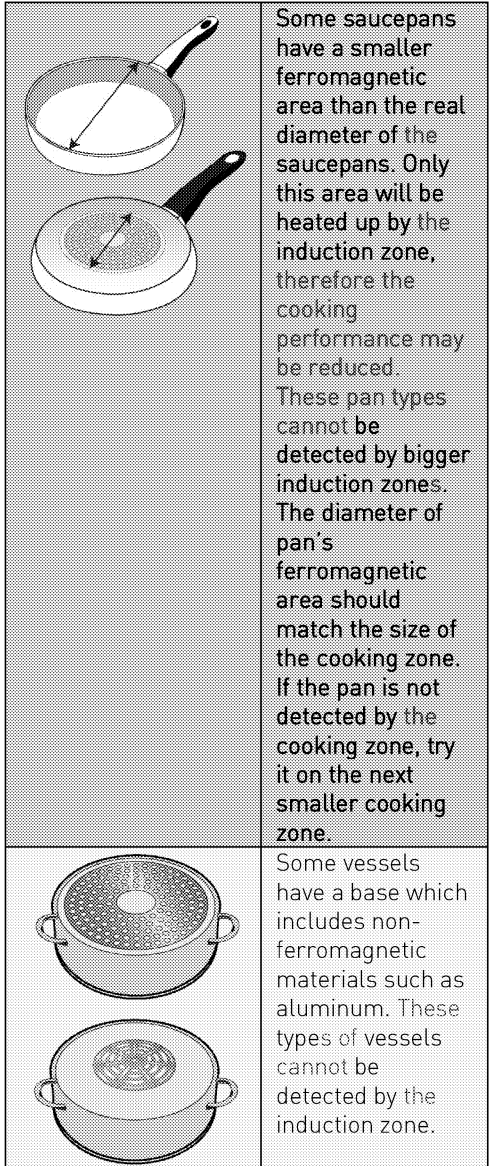 Some saucepans
have a smaller
ferromagnetic
area than the real
diameter of the
saucepans. Only
this area will be
heated up by the
induction zone,
therefore the
cooking
performance may
be reduced.
These pan types
cannot be
detected by bigger
induction zones.
The diameter of
pan's
ferromagnetic
area should
match the size of
the cooking zone.
If the pan is not
detected by the
cooking zone, try
it on the next
smaller cooking
zone.
Some vessels
have a base which
includes non-
ferromagnetic
materials such as
aluminum. These
types of vessels
cannot be
detected by the
induction zone.